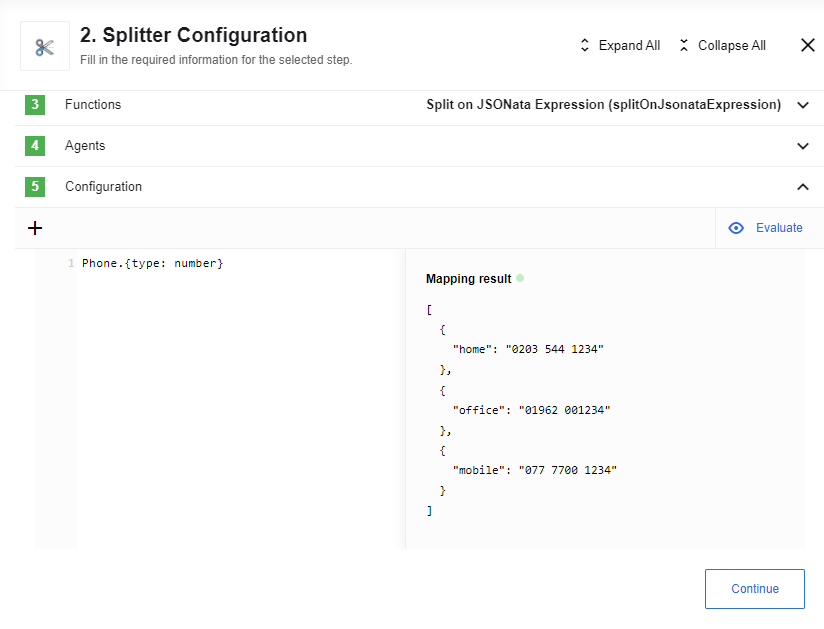 2. Splitter Configuration
Fill in the required information for the selected step.
Expand All
Collapse All
3 Functions Split on JSONata Expression (splitOnJsonataExpression)
4 Agents
5 Configuration
+ Evaluate
1 Phone.{type: number}
Mapping result
[
{
"home": "0203 544 1234"
},
{
"office": "01962 001234"
},
{
"mobile": "077 7700 1234"
}
]
Continue